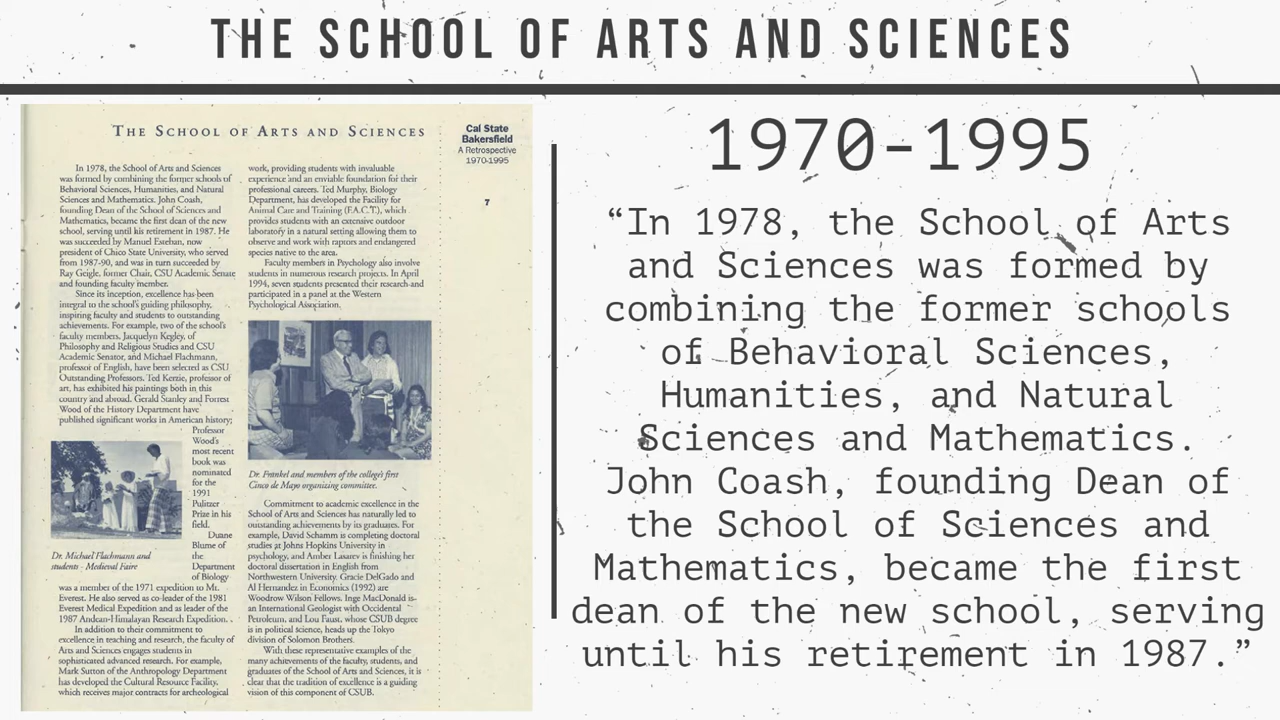 THE SCHOOL OF ARTS AND SCIENCES
THE SCHOOL OF ARTS AND SCIENCES
Cal State
Bakersfield
A Retrospective
1970-1995
7
In 1978, the School of Arts and Sciences
was formed by combining the former schools of
Behavioral Sciences, Humanities, and Natural
Sciences and Mathematics. John Coash,
founding Dean of the School of Sciences and
Mathematics, became the first dean of the new
school, serving until his retirement in 1987. He
was succeeded by Manuel Esteban, now
president of Chico State University, who served
from 1987-90, and was in turn succeeded by
Ray Geigle, former Chair, CSU Academic Senate
and founding faculty member.
Since its inception, excellence has been
integral to the school's guiding philosophy,
inspiring faculty and students to outstanding
achievements. For example, two of the school's
faculty members, Jacquelyn Kegley, of
Philosophy and Religious Studies and CSU
Academic Senator, and Michael Flachmann,
professor of English, have been selected as CSU
Outstanding Professors. Ted Kerzie, professor of
art, has exhibited his paintings both in this
country and abroad. Gerald Stanley and Forrest
Wood of the History Department have
published significant works in American history;
Professor
Wood's
most recent
book was
nominated
for the
1991
Pulitzer
Prize in his
field.
Duane
Blume of
the
Department
of Biology
Dr. Michael Flachmann and
students - Medieval Faire
was a member of the 1971 expedition to Mt.
Everest. He also served as co-leader of the 1981
Everest Medical Expedition and as leader of the
1987 Andean-Himalayan Research Expedition.
In addition to their commitment to
excellence in teaching and research, the faculty of
Arts and Sciences engages students in
sophisticated advanced research. For example,
Mark Sutton of the Anthropology Department
has developed the Cultural Resource Facility,
which receives major contracts for archeological
work, providing students with invaluable
experience and an enviable foundation for their
professional careers. Ted Murphy, Biology
Department, has developed the Facility for
Animal Care and Training (F.A.C.T.), which
provides students with an extensive outdoor
laboratory in a natural setting allowing them to
observe and work with raptors and endangered
species native to the area.
Faculty members in Psychology also involve
students in numerous research projects. In April
1994, seven students presented their research and
participated in a panel at the Western
Psychological Association.
Dr. Frankel and members of the college's first
Cinco de Mayo organizing committee.
Commitment to academic excellence in the
School of Arts and Sciences has naturally led to
outstanding achievements by its graduates. For
example, David Schamm is completing doctoral
studies at Johns Hopkins University in
psychology, and Amber Lasarev is finishing her
doctoral dissertation in English from
Northwestern University. Gracie DelGado and
Al Hernandez in Economics (1992) are
Woodrow Wilson Fellows. Inge MacDonald is
an International Geologist with Occidental
Petroleum, and Lou Faust, whose CSUB degree
is in political science, heads up the Tokyo
division of Solomon Brothers.
With these representative examples of the
many achievements of the faculty, students, and
graduates of the School of Arts and Sciences, it is
clear that the tradition of excellence is a guiding
vision of this component of CSUB.
1970-1995
“In 1978, the School of Arts
and Sciences was formed by
combining the former schools
of Behavioral Sciences,
Humanities, and Natural
Sciences and Mathematics.
John Coash, founding Dean of
the School of Sciences and
Mathematics, became the first
dean of the new school, serving
until his retirement in 1987.”